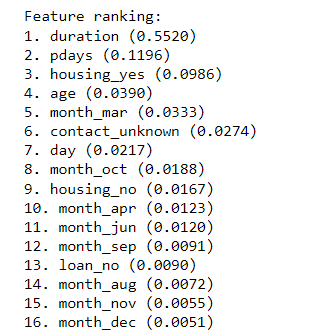 Feature ranking:
1. duration (0.5520)
2. pdays (0.1196)
3. housing_yes (0.0986)
4. age (0.0390)
5. month_mar (0.0333)
6. contact_unknown (0.0274)
7. day (0.0217)
8. month_oct (0.0188)
9. housing_no (0.0167)
10. month_apr (0.0123)
11. month_jun (0.0120)
12. month_sep (0.0091)
13. loan_no (0.0090)
14. month_aug (0.0072)
15. month_nov (0.0055)
16. month_dec (0.0051)